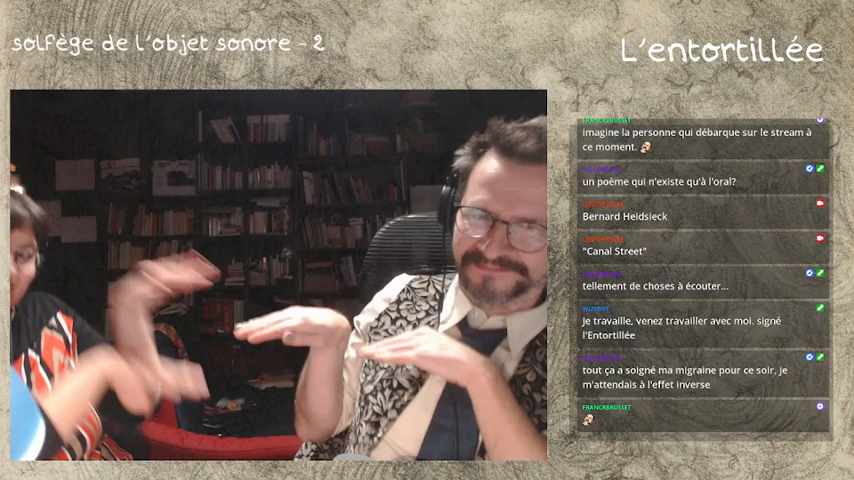 solfège de l'objet sonore - 2
L'entortillée
FRANCKBRUSSET
imagine la personne qui débarque sur le stream à
ce moment.
un poème qui n'existe qu'à l'oral?
Bernard Heidsieck
"Canal Street"
tellement de choses à écouter...
WIZEBOT
Je travaille, venez travailler avec moi. signé
l'Entortillée
tout ça a soigné ma migraine pour ce soir, je
m'attendais à l'effet inverse
FRANCKBRUSSET